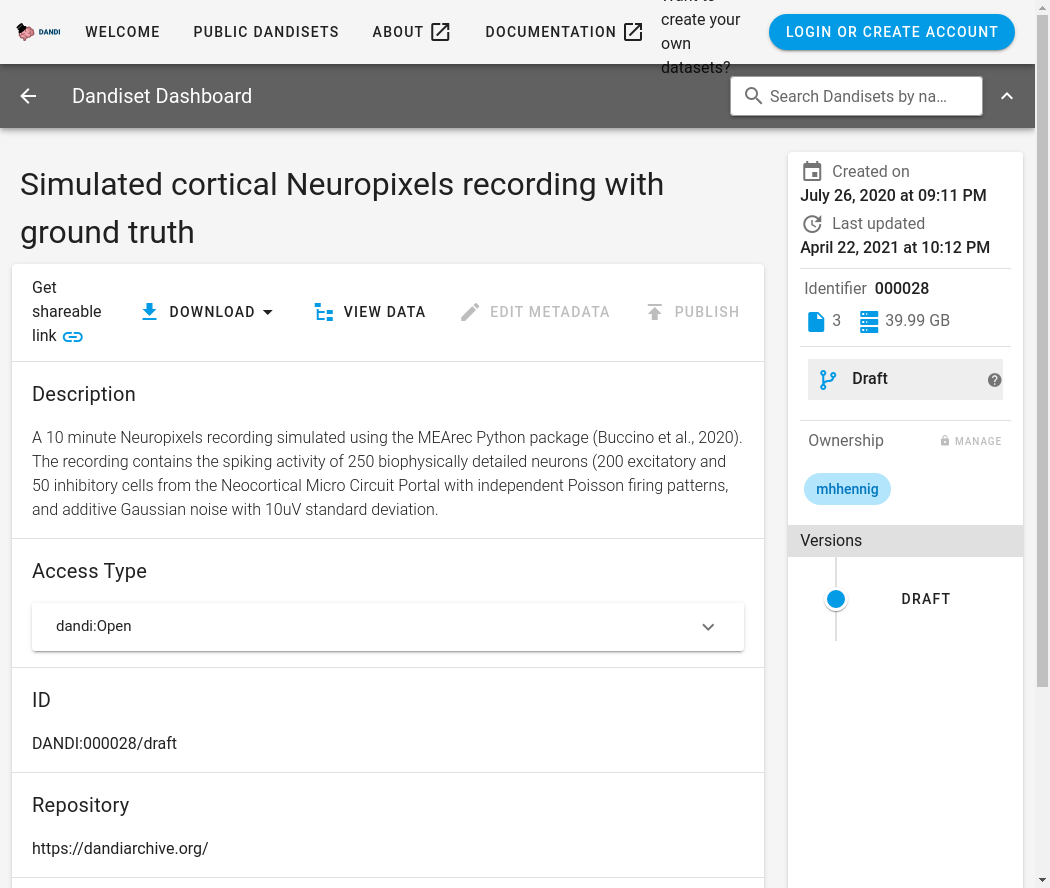 DANDI
WELCOME
PUBLIC DANDISETS
ABOUT
DOCUMENTATION
create your
own
datasets?
LOGIN OR CREATE ACCOUNT
Dandiset Dashboard
Search Dandisets by na...
Simulated cortical Neuropixels recording with
ground truth
Get
shareable
link
DOWNLOAD
VIEW DATA
EDIT METADATA
PUBLISH
Description
A 10 minute Neuropixels recording simulated using the MEArec Python package (Buccino et al., 2020).
The recording contains the spiking activity of 250 biophysically detailed neurons (200 excitatory and
50 inhibitory cells from the Neocortical Micro Circuit Portal with independent Poisson firing patterns,
and additive Gaussian noise with 10uV standard deviation.
Access Type
dandi:Open
ID
DANDI:000028/draft
Repository
https://dandiarchive.org/
Created on
July 26, 2020 at 09:11 PM
Last updated
April 22, 2021 at 10:12 PM
Identifier 000028
3
39.99 GB
Draft
?
Ownership
MANAGE
mhhennig
Versions
DRAFT